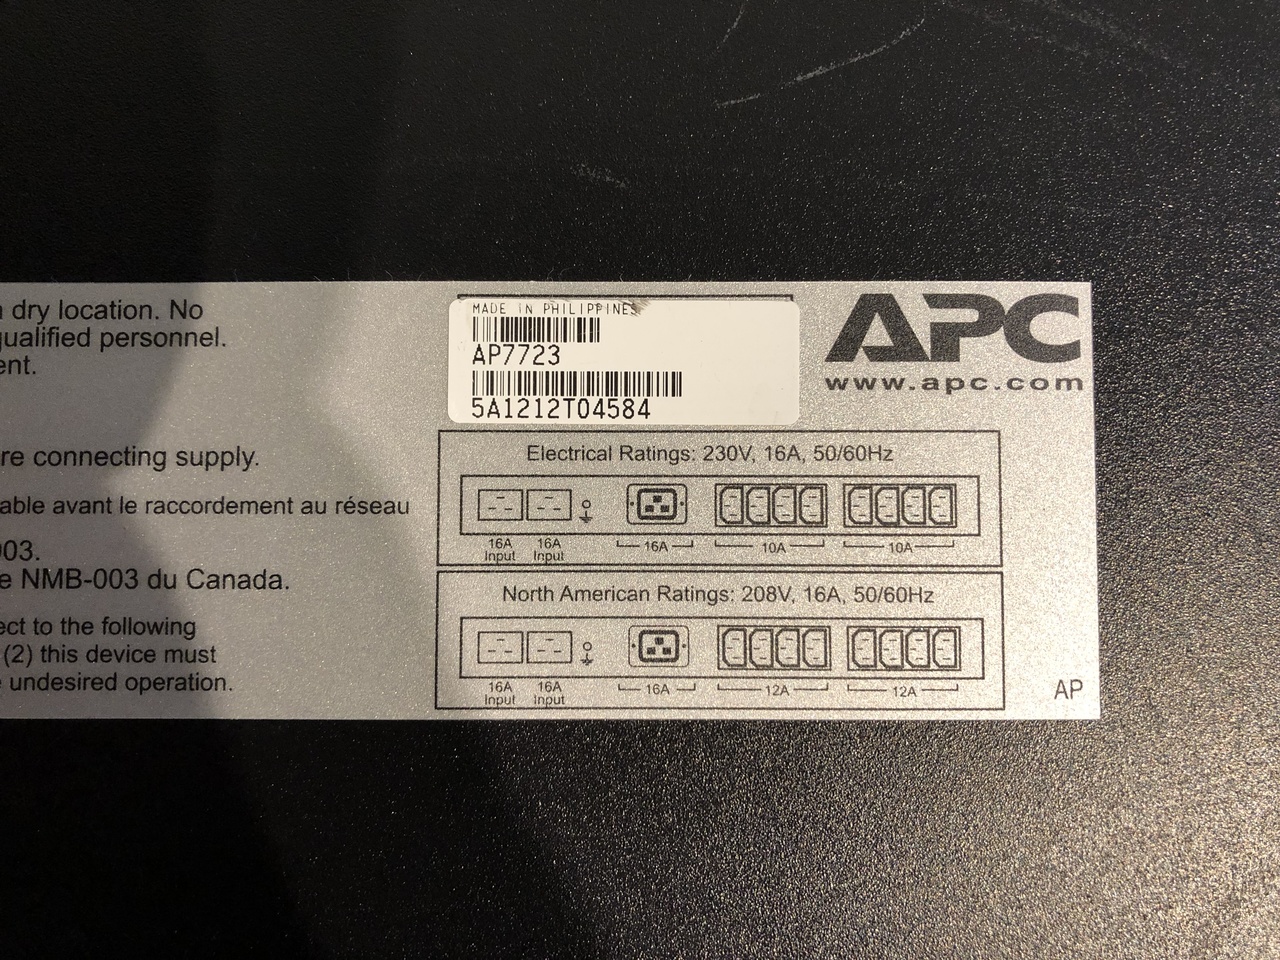 dry location. No
qualified personnel.
ent.
re connecting supply.
able avant le raccordement au réseau
003.
e NMB-003 du Canada.
ect to the following
(2) this device must
undesired operation.
MADE IN PHILIPPINES
AP7723
5A1212T04584
APC
www.apc.com
Electrical Ratings: 230V, 16A, 50/60Hz
16A Input 16A Input 16A 10A 10A
North American Ratings: 208V, 16A, 50/60Hz
16A Input 16A Input 16A 12A 12A
AP